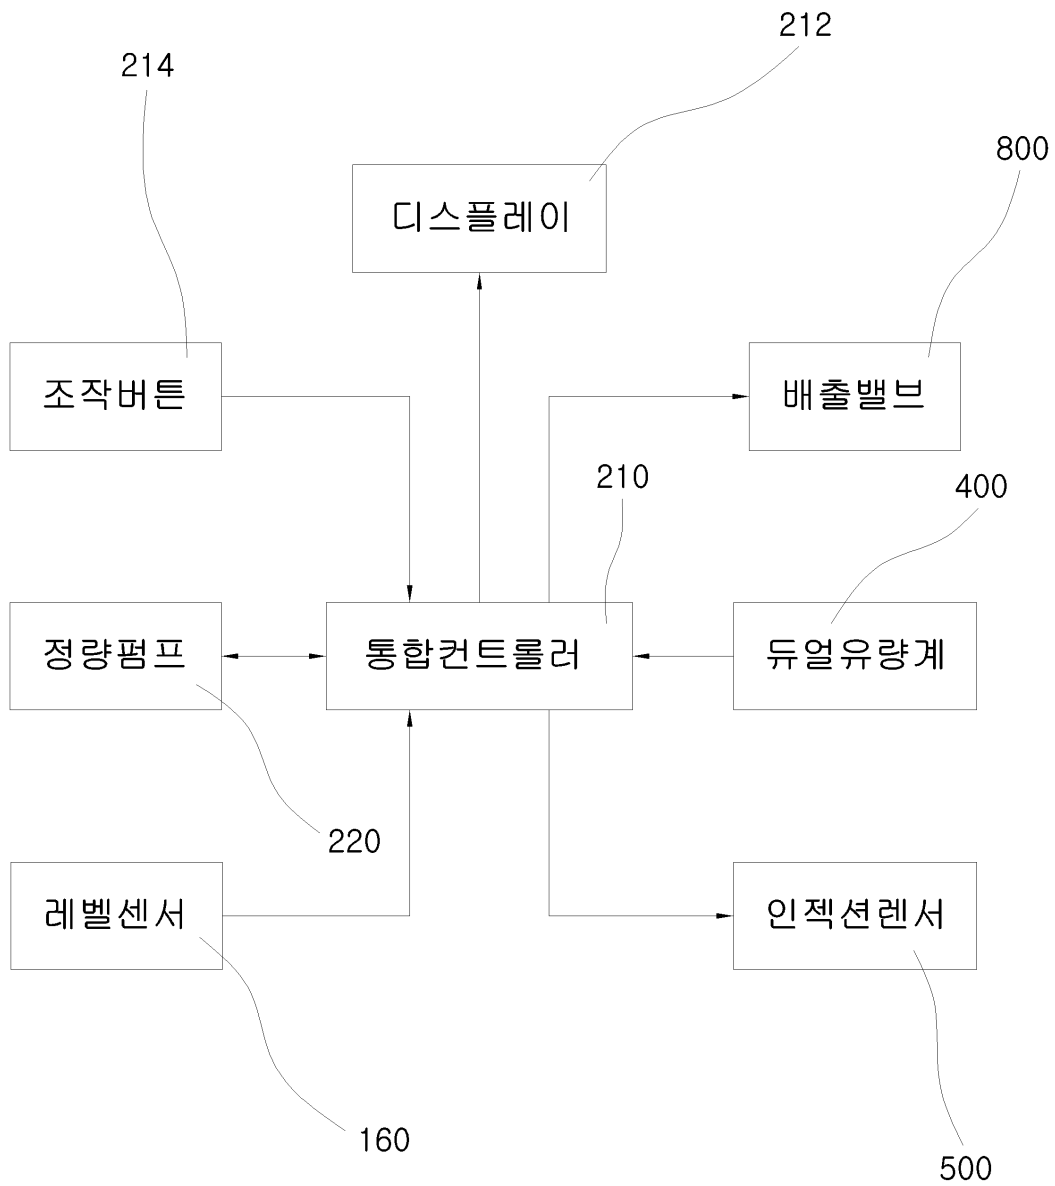 212
214
800
디스플레이
조작버튼
배출밸브
210
400
정량펌프
통합컨트롤러
듀얼유량계
220
레벨센서
인젝션렌서
160
500